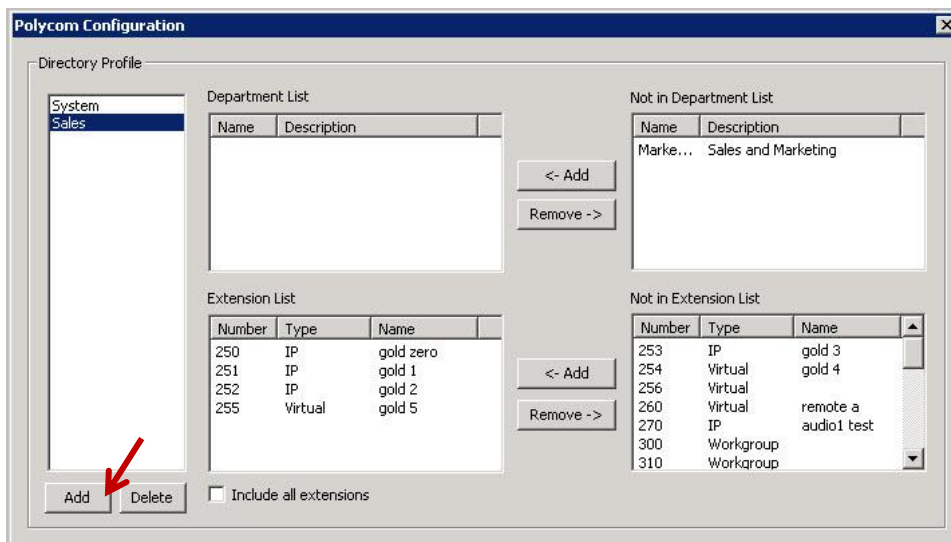 Polycom Configuration
Directory Profile
System
Sales
Department List
Name Description
<- Add
Remove ->
Not in Department List
Name Description
Marke... Sales and Marketing
Extension List
Number Type Name
250 IP gold zero
251 IP gold 1
252 IP gold 2
255 Virtual gold 5
<- Add
Remove ->
Not in Extension List
Number Type Name
253 IP gold 3
254 Virtual gold 4
256 Virtual
260 Virtual remote a
270 IP audio1 test
300 Workgroup
310 Workgroup
Add Delete
Include all extensions